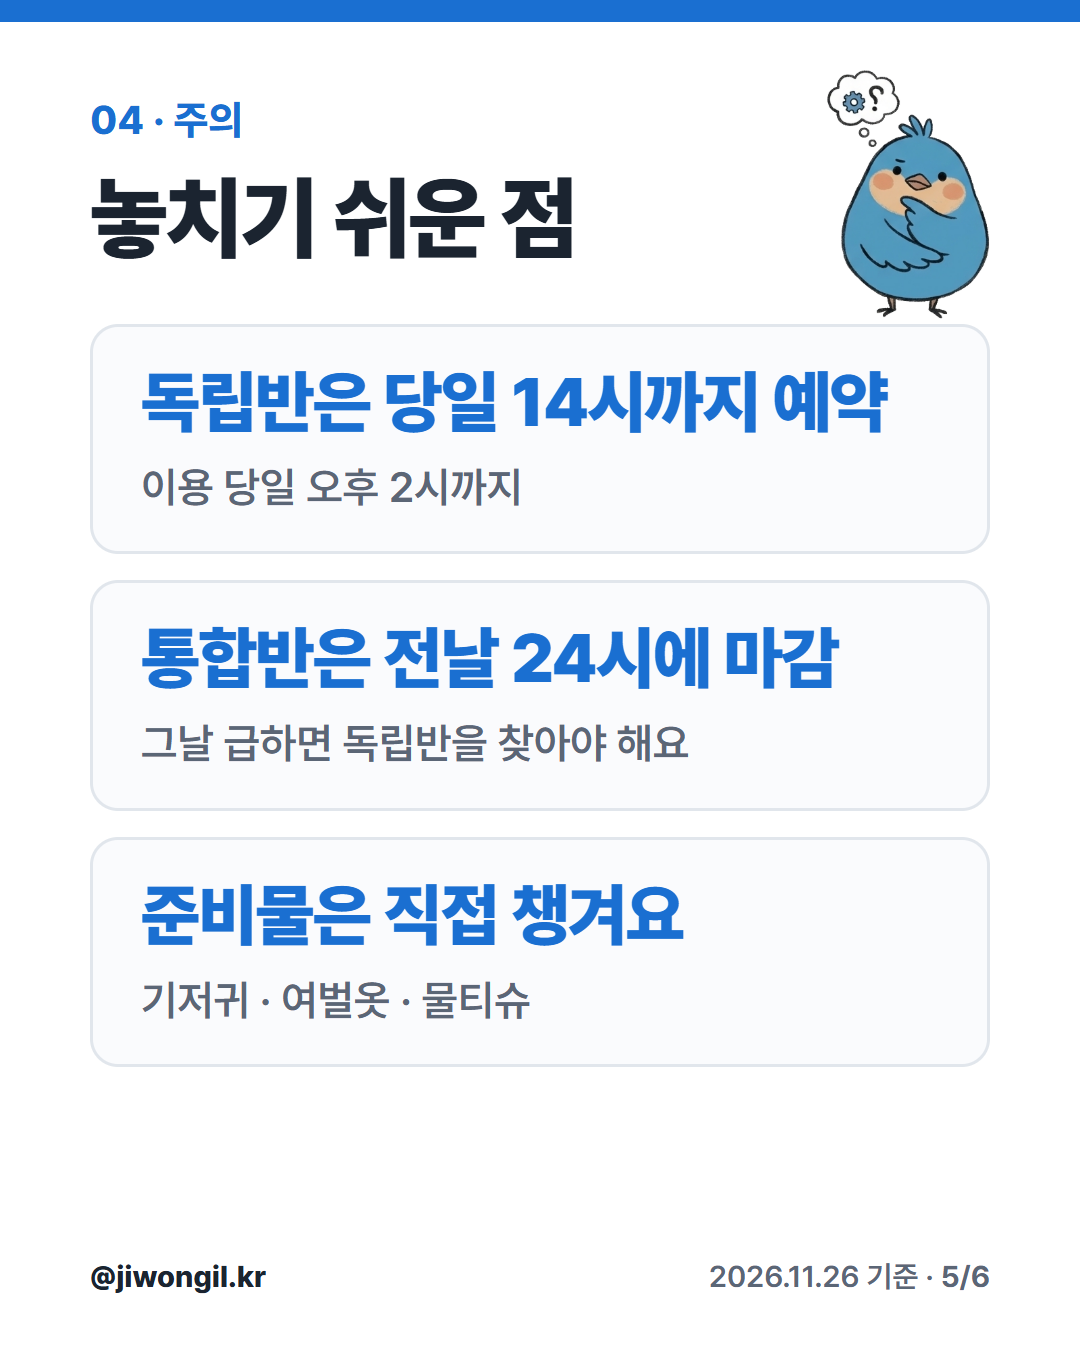 04 · 주의
놓치기 쉬운 점
독립반은 당일 14시까지 예약
이용 당일 오후 2시까지
통합반은 전날 24시에 마감
그날 급하면 독립반을 찾아야 해요
준비물은 직접 챙겨요
기저귀 · 여벌옷 · 물티슈
@jiwongil.kr
2026.11.26 기준 · 5/6